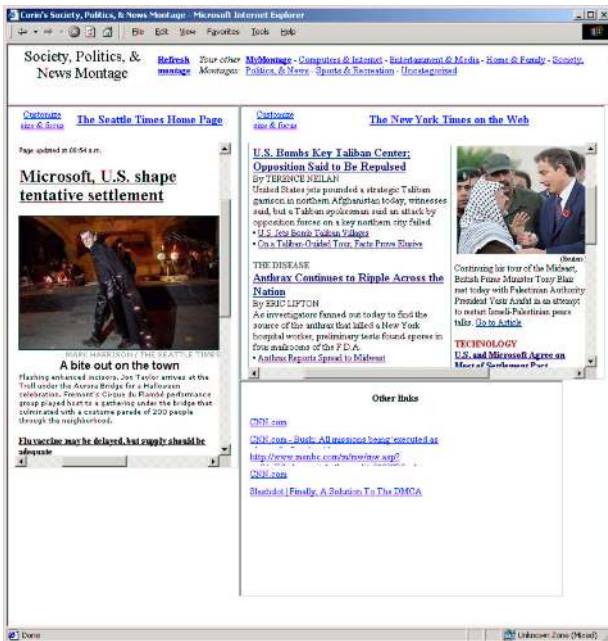 Corin's Society, Politics, & News Montage - Microsoft Internet Explorer
File Edit View Favorites Tools Help
Society, Politics, &
News Montage
Refresh
montage
Your other
Montages:
MyMontage - Computers & Internet - Entertainment & Media - Home & Family - Society,
Politics, & News - Sports & Recreation - Uncategorized
Customize
size & focus
The Seattle Times Home Page
Page updated at 08:54 a.m.
Microsoft, U.S. shape
tentative settlement
MARK HARRISON / THE SEATTLE TIMES
A bite out on the town
Flashing enhanced incisors, Jon Taylor arrives at the
Troll under the Aurora Bridge for a Halloween
celebration. Fremont's Cirque du Flambé performance
group played host to a gathering under the bridge that
culminated with a costume parade of 200 people
through the neighborhood.
Flu vaccine may be delayed, but supply should be
adequate
Customize
size & focus
The New York Times on the Web
U.S. Bombs Key Taliban Center;
Opposition Said to Be Repulsed
By TERENCE NEILAN
United States jets pounded a strategic Taliban
garrison in northern Afghanistan today, witnesses
said, but a Taliban spokesman said an attack by
opposition forces on a key northern city failed.
• U.S. Jets Bomb Taliban Villages
• On a Taliban-Guided Tour, Facts Prove Elusive
THE DISEASE
Anthrax Continues to Ripple Across the
Nation
By ERIC LIPTON
As investigators fanned out today to find the
source of the anthrax that killed a New York
hospital worker, preliminary tests found spores in
four mailrooms of the F.D.A.
• Anthrax Reports Spread to Mideast
(Reuters)
Continuing his tour of the Mideast,
British Prime Minister Tony Blair
met today with Palestinian Authority
President Yasir Arafat in an attempt
to restart Israeli-Palestinian peace
talks. Go to Article
TECHNOLOGY
U.S. and Microsoft Agree on
Most of Settlement Pact
Other links
CNN.com
CNN.com - Bush: All missions being 'executed as
http://www.msnbc.com/m/nw/nw.asp?
CNN.com
Slashdot | Finally, A Solution To The DMCA
Done
Unknown Zone (Mixed)